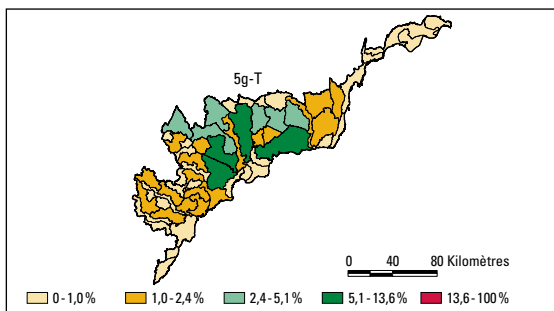 5g-T
0 40 80 Kilomètres
0 - 1,0 % 1,0 - 2,4 % 2,4 - 5,1 % 5,1 - 13,6 % 13,6 - 100 %